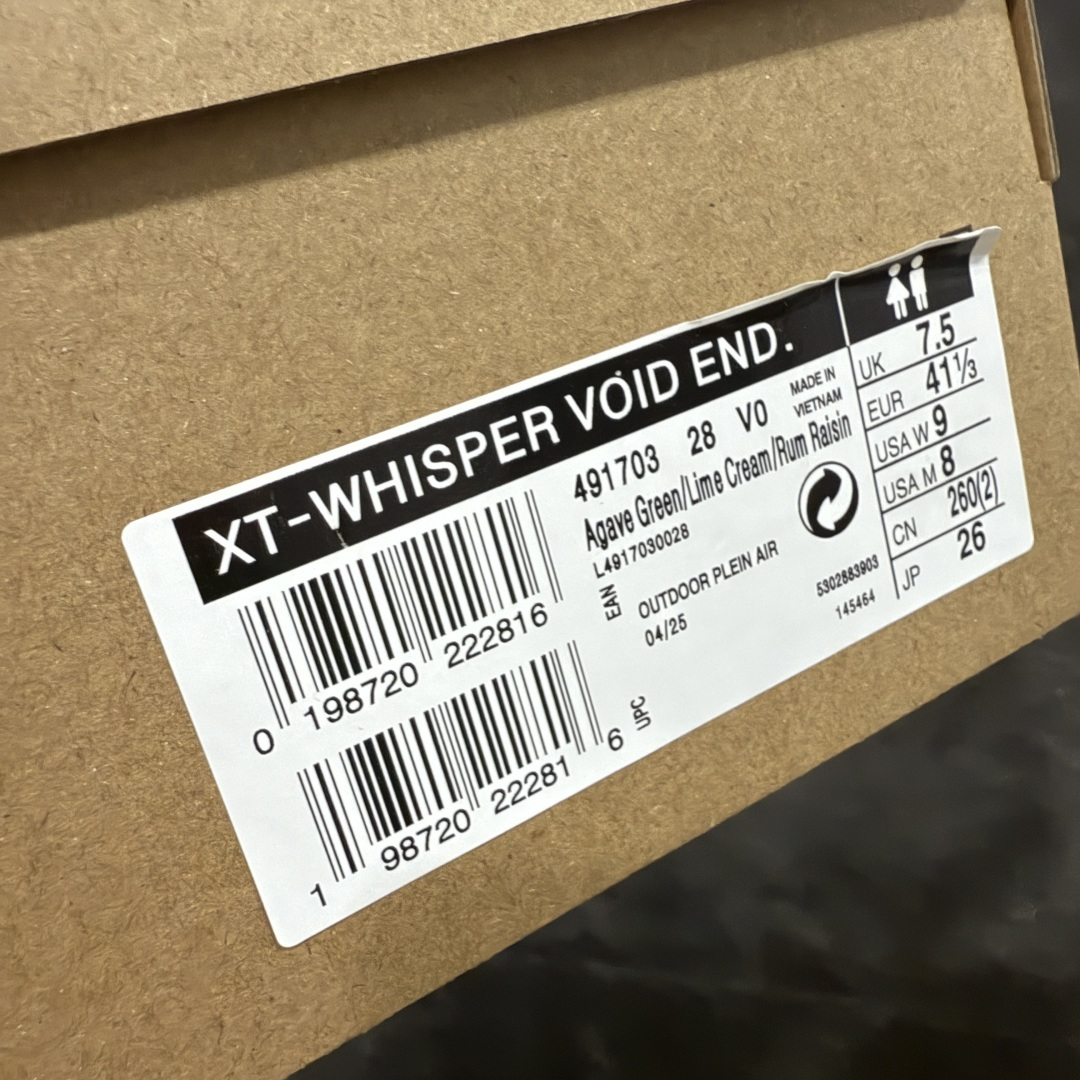 XT-WHISPER VOID END.
491703 28 V0
MADE IN
VIETNAM
Agave Green/Lime Cream/Rum Raisin
L4917030028
EAN
OUTDOOR PLEIN AIR
04/25
5302883903
145464
0 198720 222816
1 98720 22281 6
UPC
UK 7.5
EUR 41⅓
USA W 9
USA M 8
CN 260(2)
JP 26